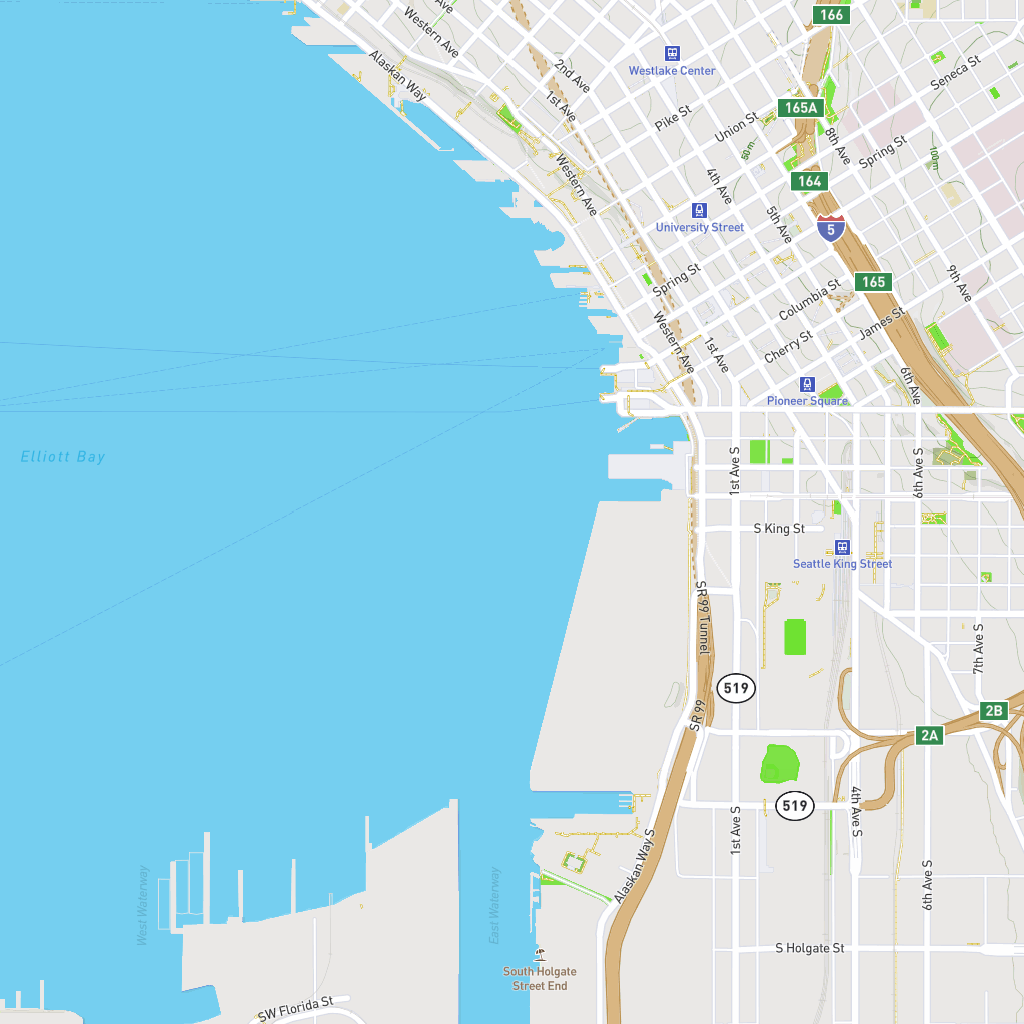 Ave
166
Western Ave
Westlake Center
Seneca St
Alaskan Way
2nd Ave
1st Ave
165A
Pike St
Union St
8th Ave
Spring St
50 m
100 m
164
Western Ave
4th Ave
University Street
5th Ave
5
Spring St
165
9th Ave
Columbia St
James St
Western Ave
1st Ave
Cherry St
6th Ave
Pioneer Square
Elliott Bay
1st Ave S
6th Ave S
S King St
Seattle King Street
SR 99 Tunnel
7th Ave S
519
SR 99
2B
2A
519
4th Ave S
1st Ave S
Alaskan Way S
West Waterway
East Waterway
6th Ave S
S Holgate St
South Holgate
Street End
SW Florida St